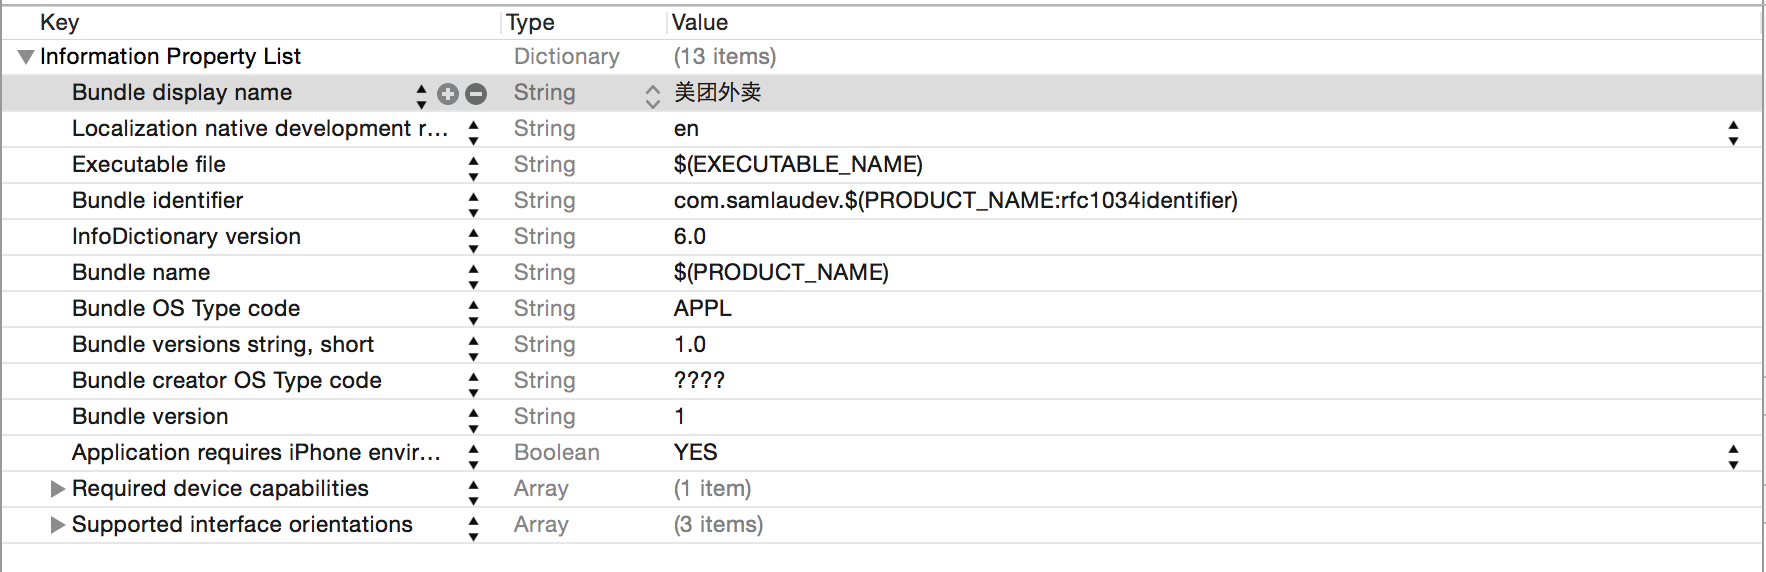 Key Type Value
Information Property List Dictionary (13 items)
Bundle display name String 美团外卖
Localization native development r... String en
Executable file String $(EXECUTABLE_NAME)
Bundle identifier String com.samlaudev.$(PRODUCT_NAME:rfc1034identifier)
InfoDictionary version String 6.0
Bundle name String $(PRODUCT_NAME)
Bundle OS Type code String APPL
Bundle versions string, short String 1.0
Bundle creator OS Type code String ????
Bundle version String 1
Application requires iPhone envir... Boolean YES
Required device capabilities Array (1 item)
Supported interface orientations Array (3 items)